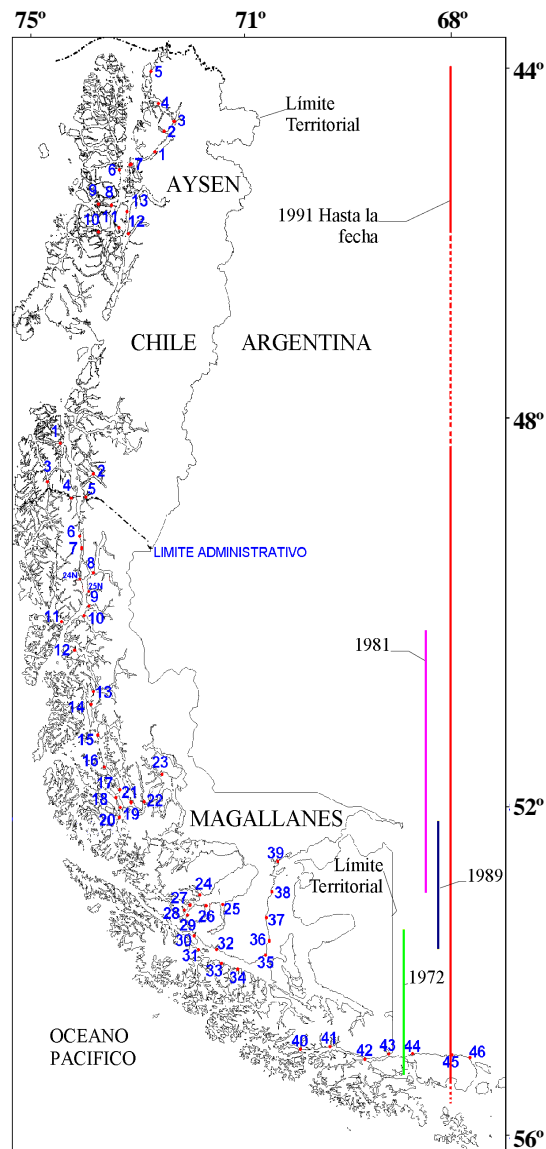 75º 71º 68º
44º
5
4
3
2
1
Límite
Territorial
6 7
AYSEN
9 8 13
10 11 12
1991 Hasta la
fecha
CHILE ARGENTINA
48º
1
3 2
4 5
6
7
LIMITE ADMINISTRATIVO
8
24N
25N
9
10
11
12
1981
13
14
15
16
23
17
18 21 22
19
20
MAGALLANES
52º
39
Límite
Territorial
1989
24
38
27
28 26 25
37
29
30
36
31 32
35
33
34
1972
OCEANO
PACIFICO
40 41
42 43 44
45 46
56º